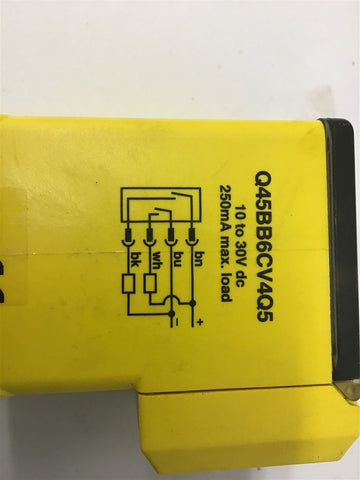 Q45BB6CV4Q5
10 to 30V dc
250mA max. load
bn
bu
wh
bk
+
−